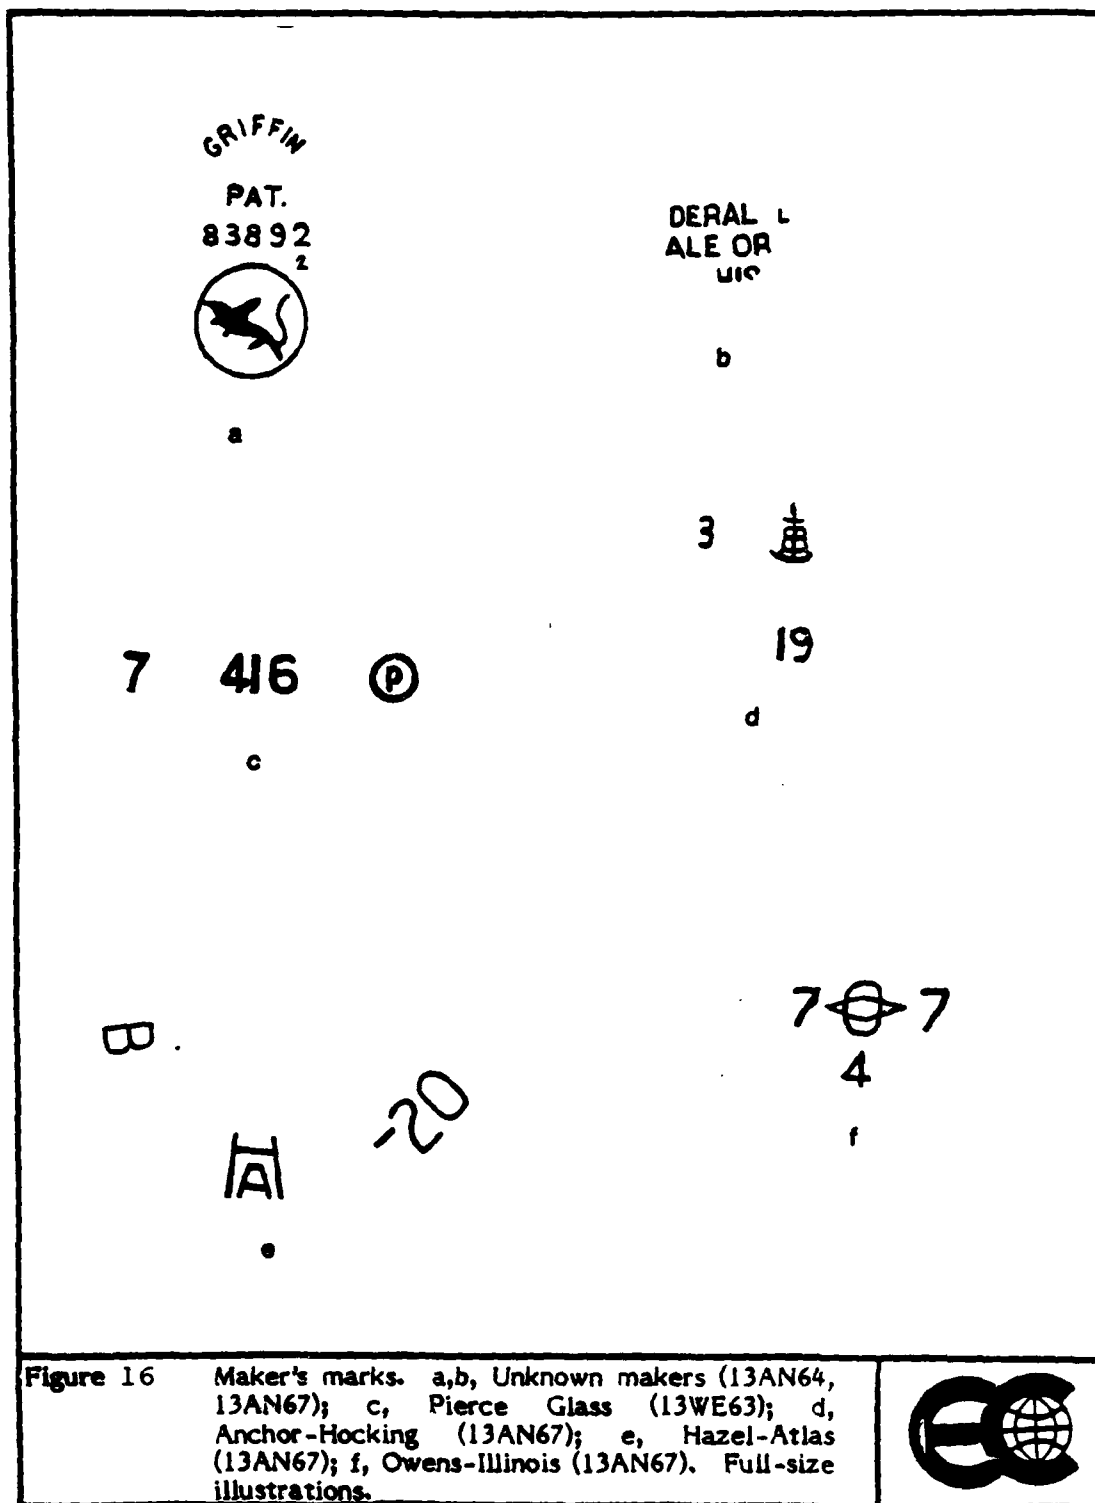 GRIFFIN
PAT.
83892
2
a
DERAL L
ALE OR
b
3
19
d
7 416 P
c
B
-20
A
e
7 7
4
f
Figure 16 Maker's marks. a,b, Unknown makers (13AN64,
13AN67); c, Pierce Glass (13WE63); d,
Anchor-Hocking (13AN67); e, Hazel-Atlas
(13AN67); f, Owens-Illinois (13AN67). Full-size
illustrations.